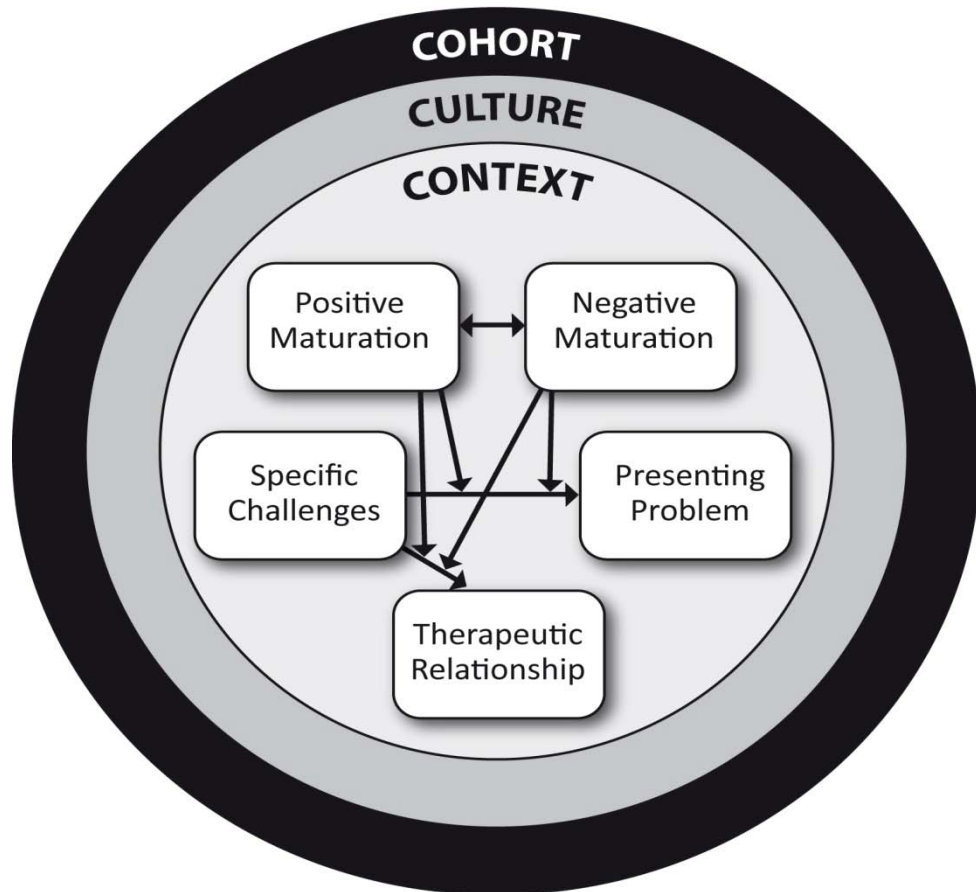 COHORT
CULTURE
CONTEXT
Positive
Maturation
Negative
Maturation
Specific
Challenges
Presenting
Problem
Therapeutic
Relationship